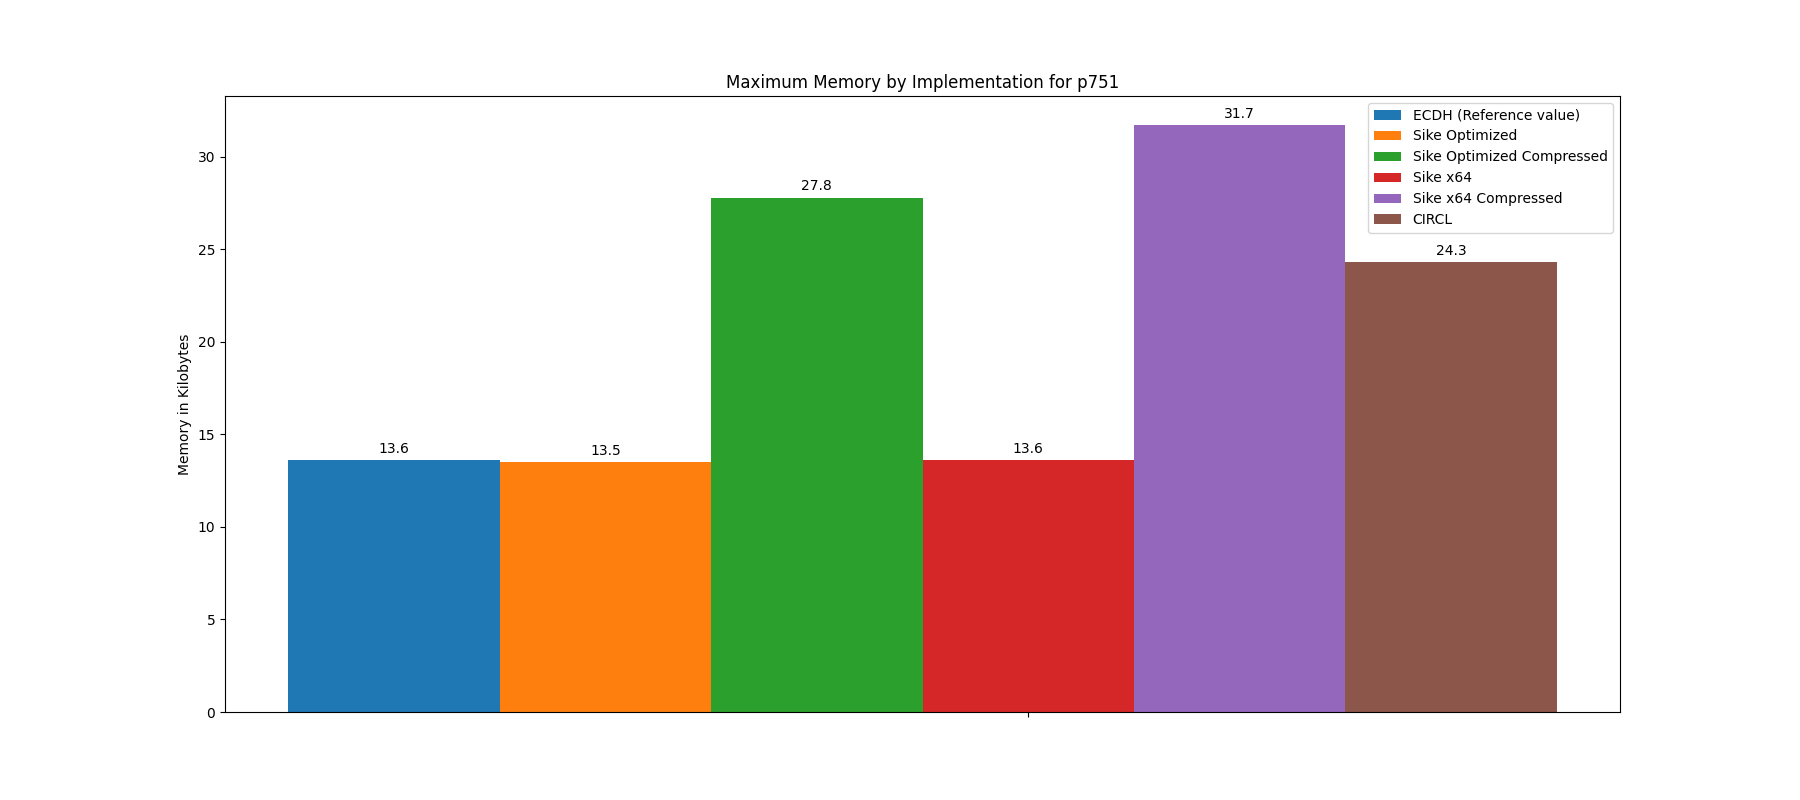 Maximum Memory by Implementation for p751
Memory in Kilobytes
30
25
20
15
10
5
0
13.6
13.5
27.8
13.6
31.7
24.3
ECDH (Reference value)
Sike Optimized
Sike Optimized Compressed
Sike x64
Sike x64 Compressed
CIRCL